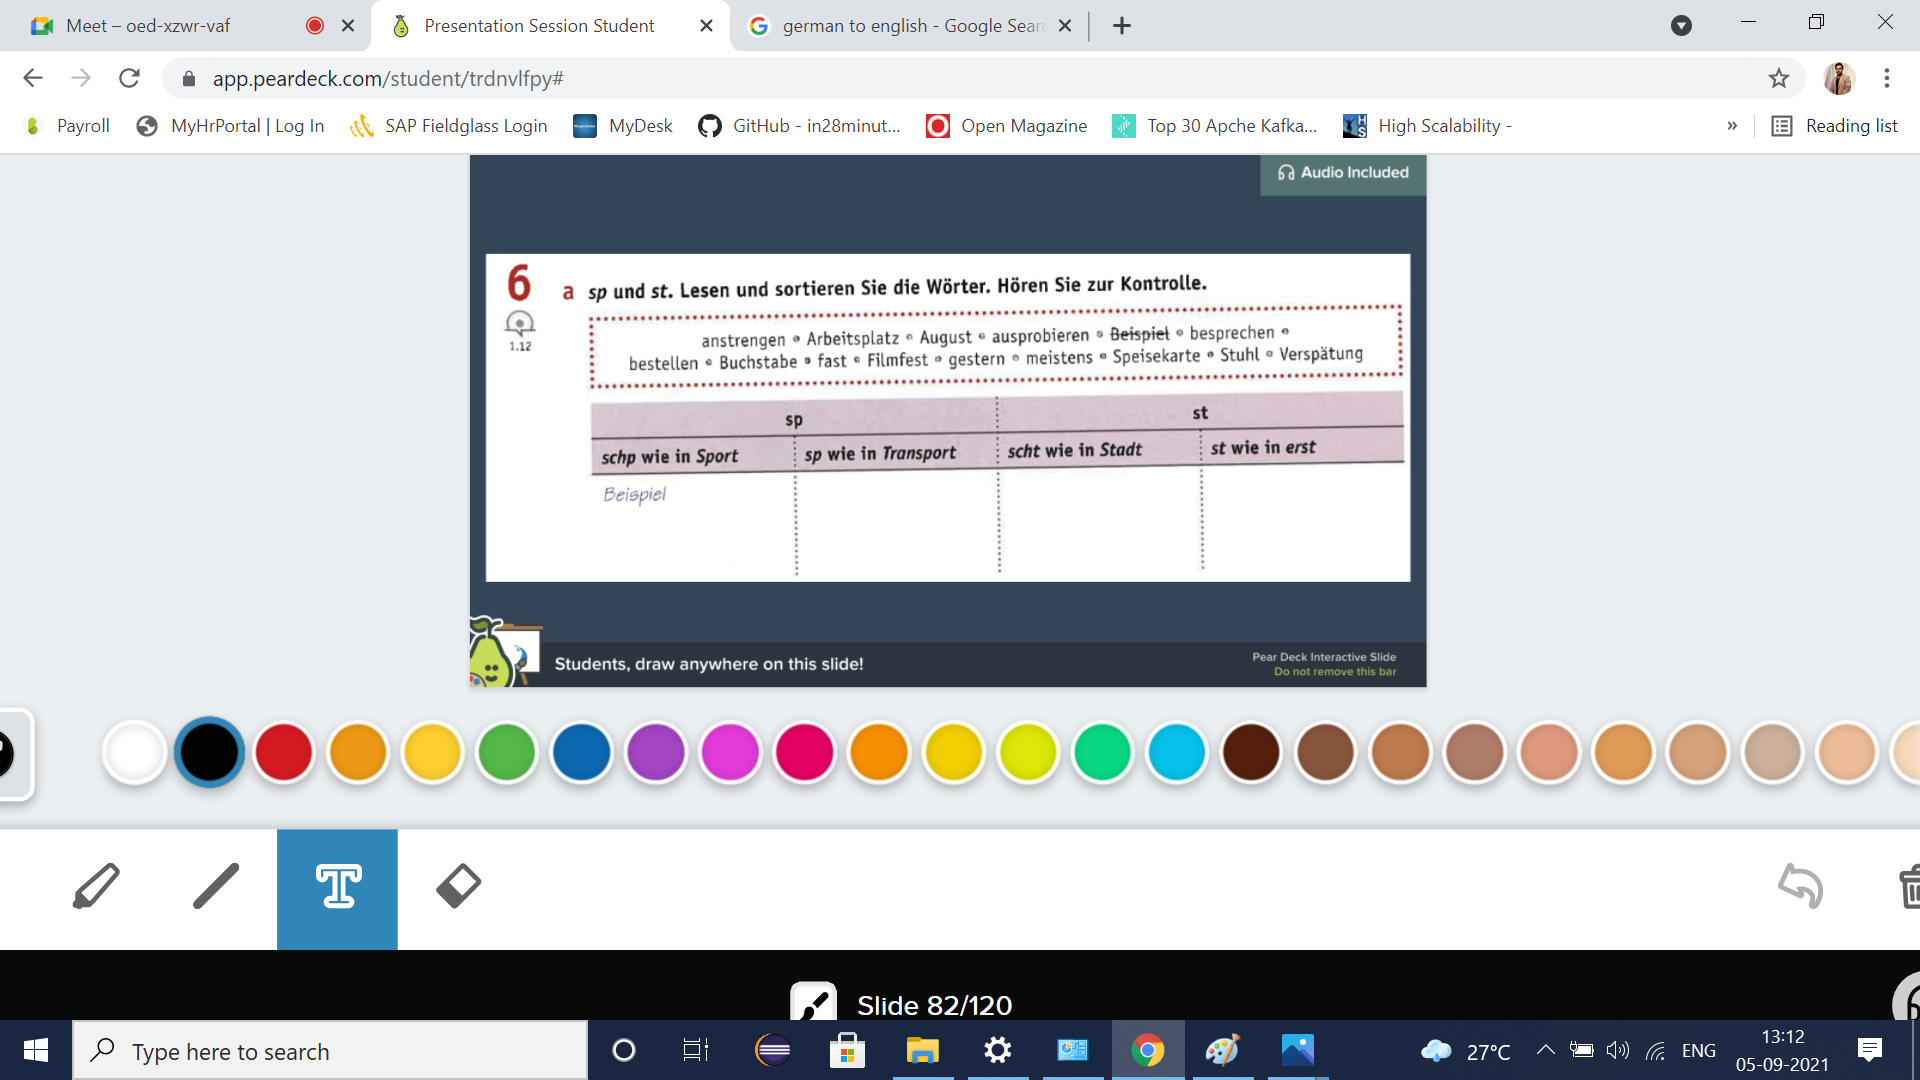 Meet – oed-xzwr-vaf
Presentation Session Student
german to english - Google Sear
app.peardeck.com/student/trdnvlfpy#
Payroll
MyHrPortal | Log In
SAP Fieldglass Login
MyDesk
GitHub - in28minut...
Open Magazine
Top 30 Apche Kafka...
High Scalability -
»
Reading list
Audio Included
6 a sp und st. Lesen und sortieren Sie die Wörter. Hören Sie zur Kontrolle.
1.12
anstrengen • Arbeitsplatz • August • ausprobieren • Beispiel • besprechen •
bestellen • Buchstabe • fast • Filmfest • gestern • meistens • Speisekarte • Stuhl • Verspätung
sp st
schp wie in Sport sp wie in Transport scht wie in Stadt st wie in erst
Beispiel
Students, draw anywhere on this slide!
Pear Deck Interactive Slide
Do not remove this bar
T
Slide 82/120
Type here to search
27°C
ENG
13:12
05-09-2021